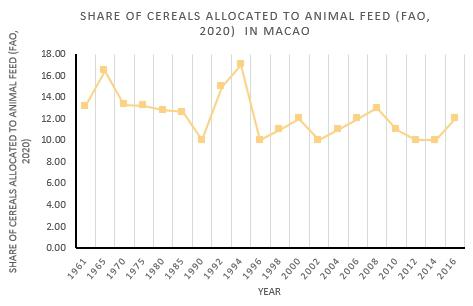 SHARE OF CEREALS ALLOCATED TO ANIMAL FEED (FAO,
2020) IN MACAO
SHARE OF CEREALS ALLOCATED TO ANIMAL FEED (FAO,
2020)
18.00
16.00
14.00
12.00
10.00
8.00
6.00
4.00
2.00
0.00
1961 1965 1970 1975 1980 1985 1990 1992 1994 1996 1998 2000 2002 2004 2006 2008 2010 2012 2014 2016
YEAR